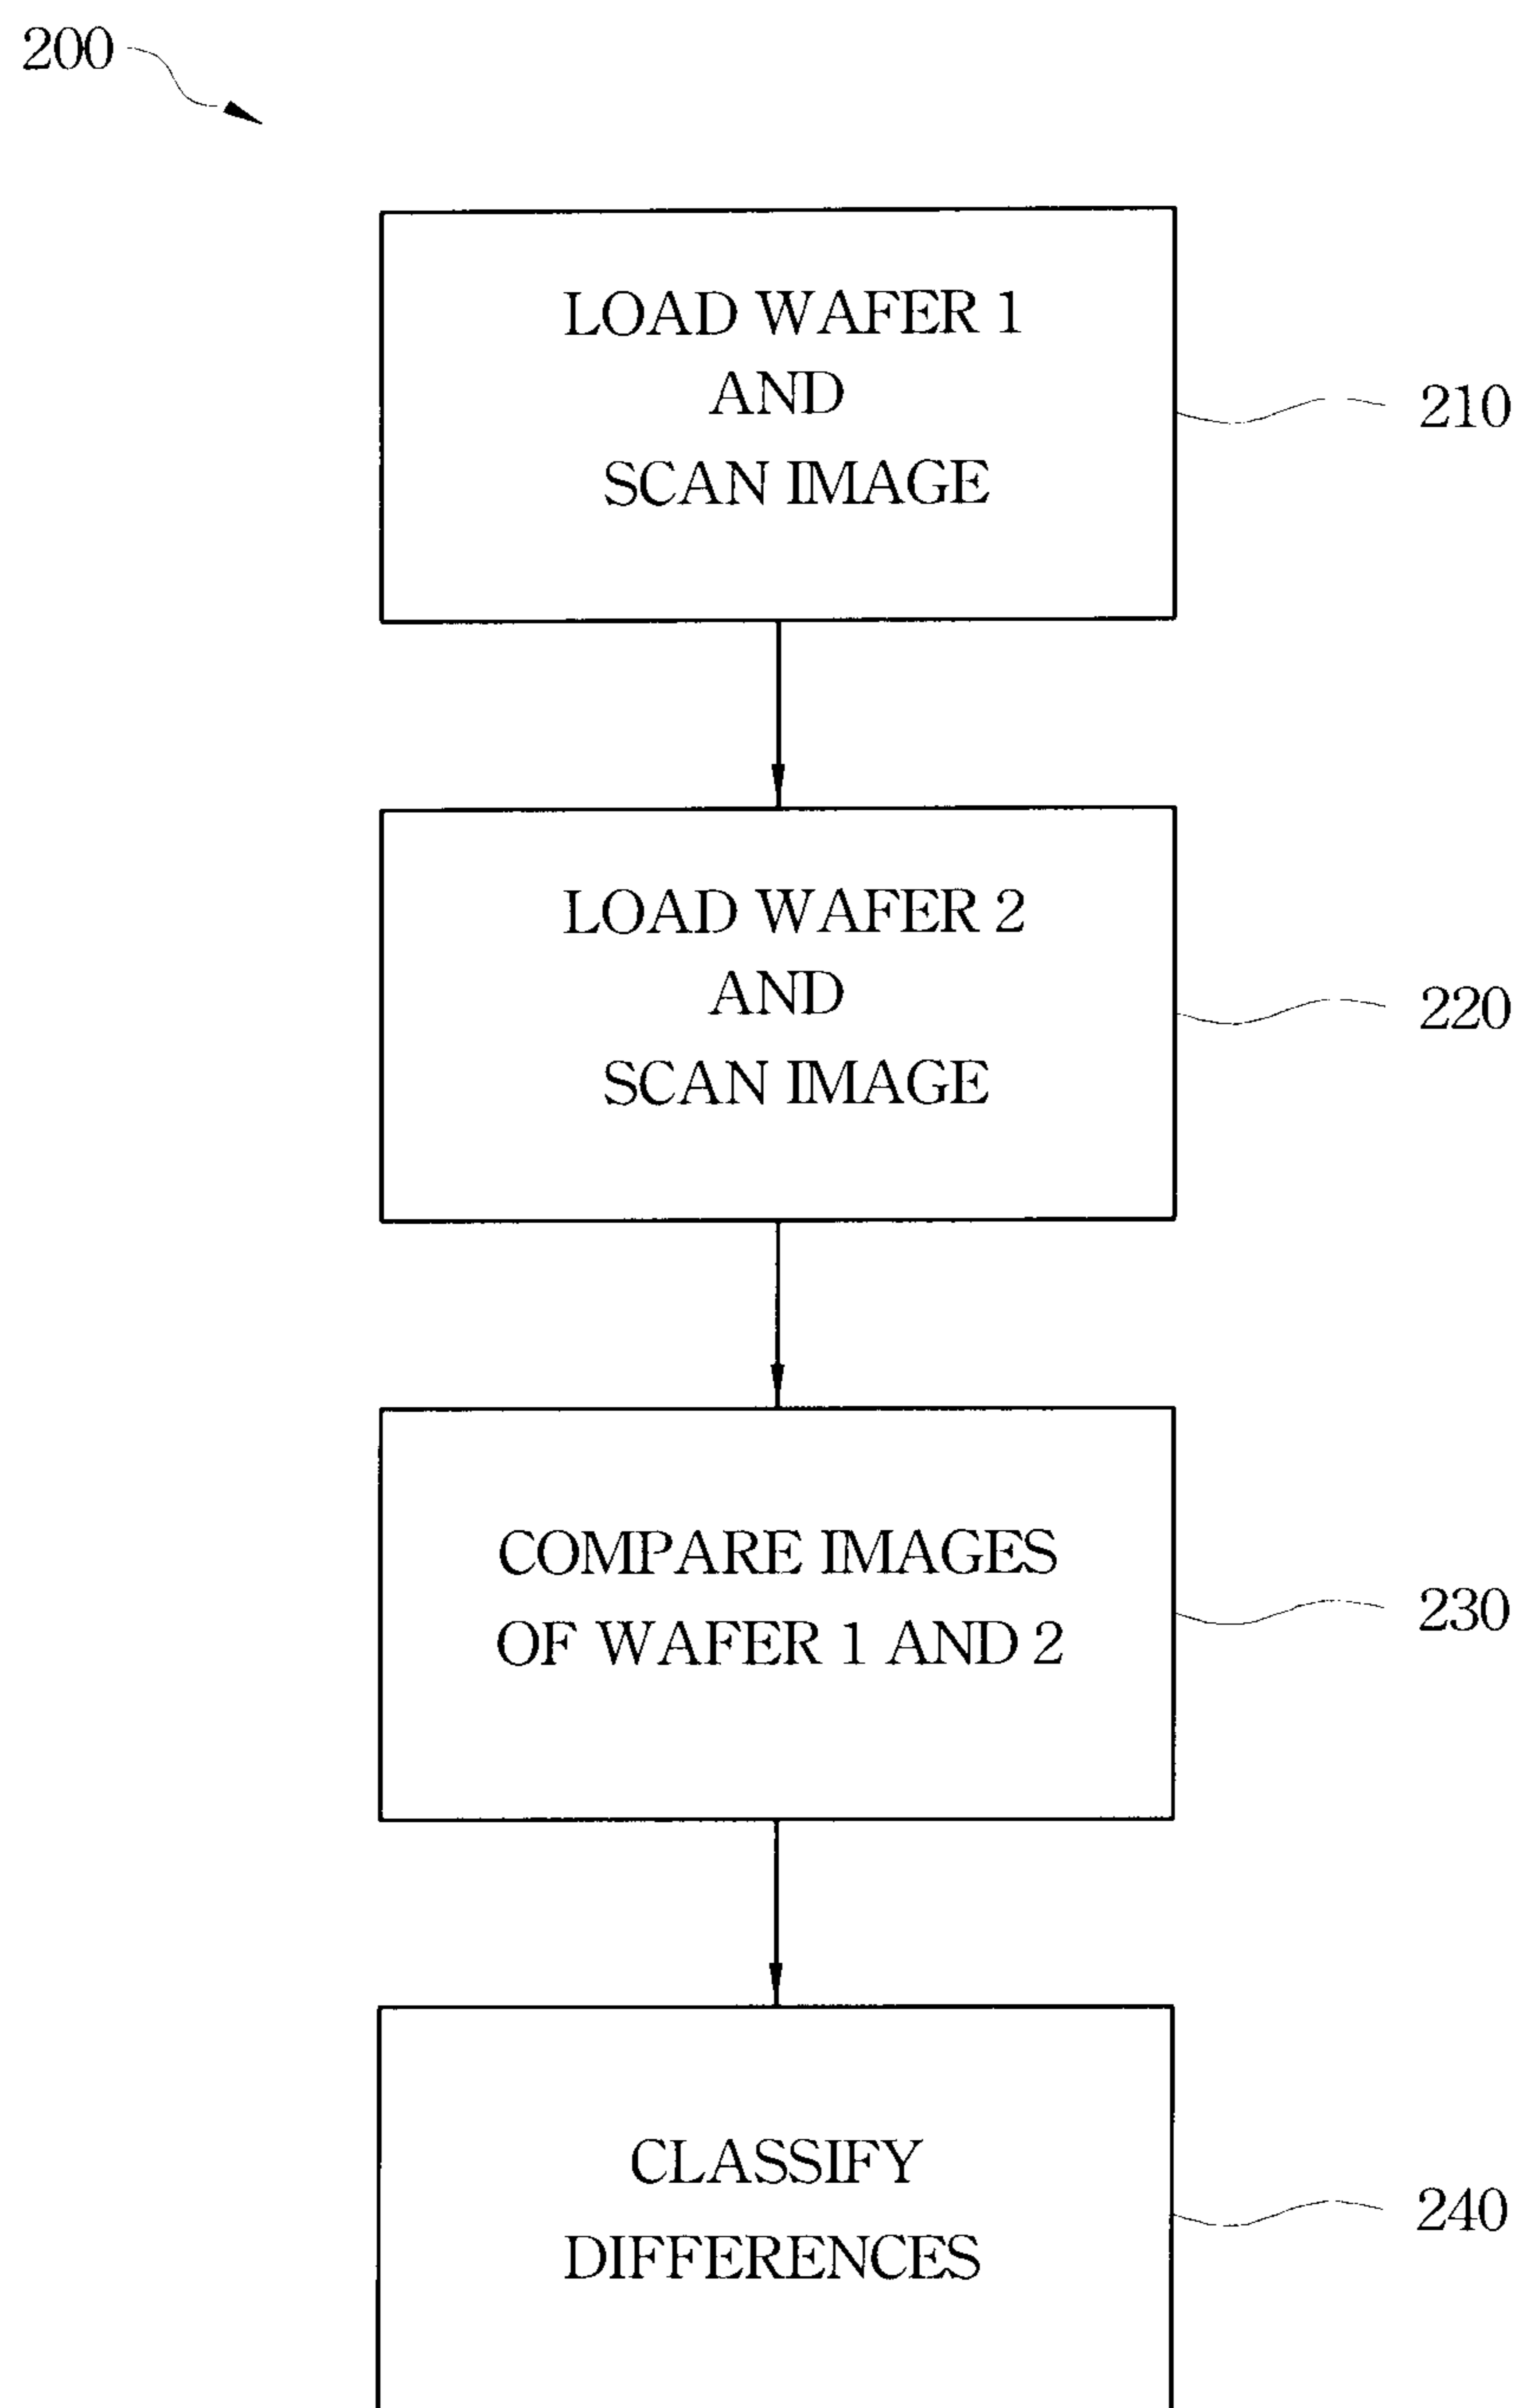 200
LOAD WAFER 1
AND
SCAN IMAGE
210
LOAD WAFER 2
AND
SCAN IMAGE
220
COMPARE IMAGES
OF WAFER 1 AND 2
230
CLASSIFY
DIFFERENCES
240